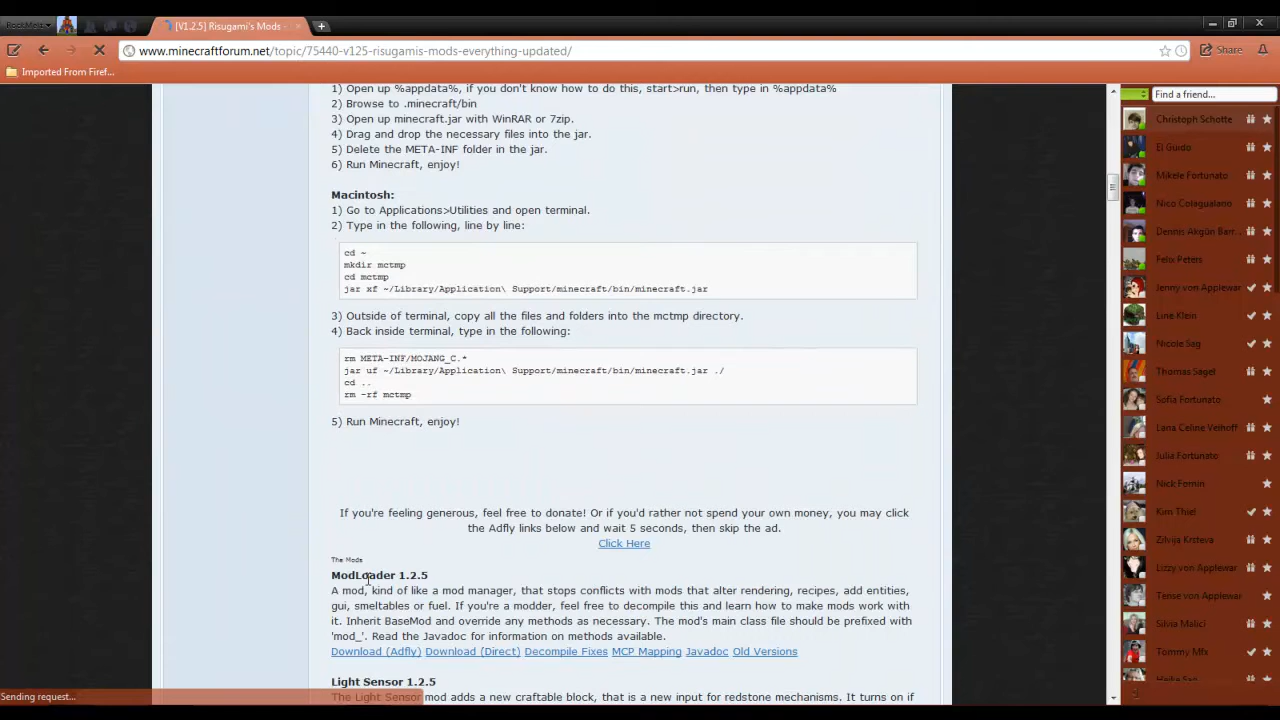 RockMelt
[V1.2.5] Risugami's Mods -
www.minecraftforum.net/topic/75440-v125-risugamis-mods-everything-updated/
Share
Imported From Firef...
Find a friend...
1) Open up %appdata%, if you don't know how to do this, start>run, then type in %appdata%
2) Browse to .minecraft/bin
3) Open up minecraft.jar with WinRAR or 7zip.
4) Drag and drop the necessary files into the jar.
5) Delete the META-INF folder in the jar.
6) Run Minecraft, enjoy!
Macintosh:
1) Go to Applications>Utilities and open terminal.
2) Type in the following, line by line:
cd ~
mkdir mctmp
cd mctmp
jar xf ~/Library/Application\ Support/minecraft/bin/minecraft.jar
3) Outside of terminal, copy all the files and folders into the mctmp directory.
4) Back inside terminal, type in the following:
rm META-INF/MOJANG_C.*
jar uf ~/Library/Application\ Support/minecraft/bin/minecraft.jar ./
cd ..
rm -rf mctmp
5) Run Minecraft, enjoy!
If you're feeling generous, feel free to donate! Or if you'd rather not spend your own money, you may click
the Adfly links below and wait 5 seconds, then skip the ad.
Click Here
The Mods
ModLoader 1.2.5
A mod, kind of like a mod manager, that stops conflicts with mods that alter rendering, recipes, add entities,
gui, smeltables or fuel. If you're a modder, feel free to decompile this and learn how to make mods work with
it. Inherit BaseMod and override any methods as necessary. The mod's main class file should be prefixed with
'mod_'. Read the Javadoc for information on methods available.
Download (Adfly) Download (Direct) Decompile Fixes MCP Mapping Javadoc Old Versions
Light Sensor 1.2.5
The Light Sensor mod adds a new craftable block, that is a new input for redstone mechanisms. It turns on if
Sending request...
Christoph Schotte
El Guido
Mikele Fortunato
Nico Colagualano
Dennis Akgün Barr...
Felix Peters
Jenny von Applewar
Line Klein
Nicole Sag
Thomas Sagel
Sofia Fortunato
Lana Celine Velhoff
Julia Fortunato
Nick Fomin
Kim Thiel
Zilvija Krsteva
Lizzy von Applewar
Terise von Applewar
Silvia Malici
Tommy Mfx